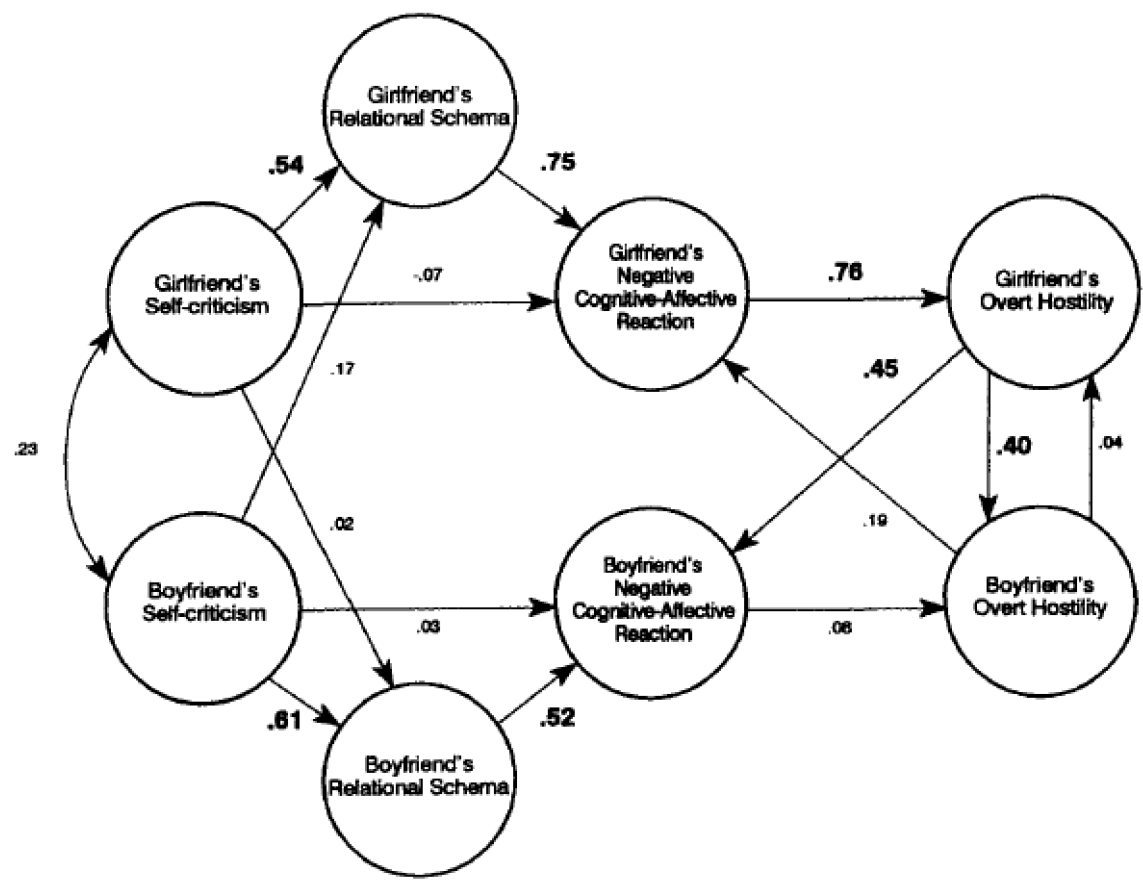 Girlfriend's
Relational Schema
.54
.75
Girlfriend's
Self-criticism
-.07
Girlfriend's
Negative
Cognitive-Affective
Reaction
.76
Girlfriend's
Overt Hostility
.17
.45
.23
.40
.04
.02
.19
Boyfriend's
Self-criticism
.03
Boyfriend's
Negative
Cognitive-Affective
Reaction
.06
Boyfriend's
Overt Hostility
.61
.52
Boyfriend's
Relational Schema